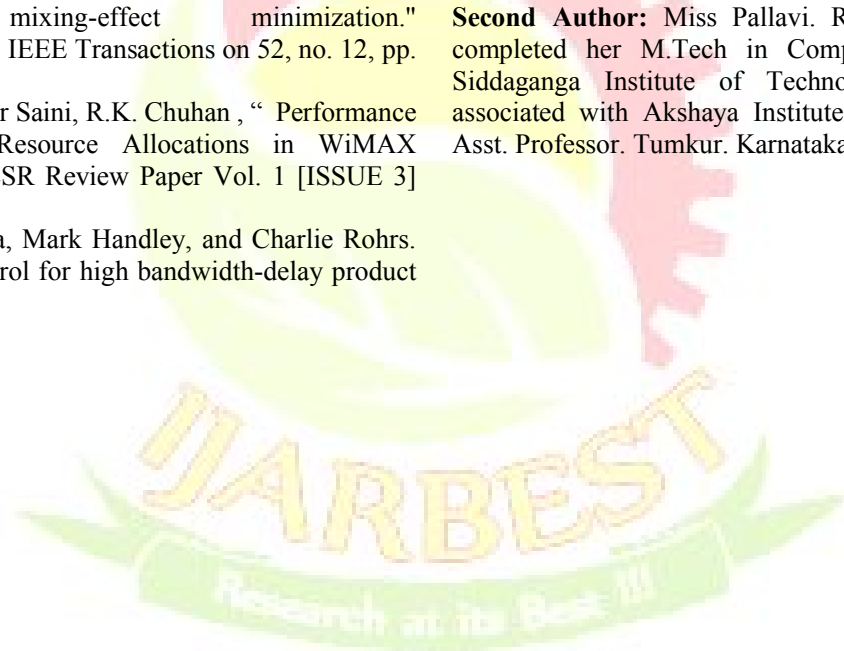 mixing-effect minimization."
IEEE Transactions on 52, no. 12, pp.
r Saini, R.K. Chuhan , “ Performance
Resource Allocations in WiMAX
SR Review Paper Vol. 1 [ISSUE 3]
a, Mark Handley, and Charlie Rohrs.
rol for high bandwidth-delay product
Second Author: Miss Pallavi. R
completed her M.Tech in Comp
Siddaganga Institute of Techno
associated with Akshaya Institute
Asst. Professor. Tumkur. Karnataka
IJARBEST
Research at its Best !!!